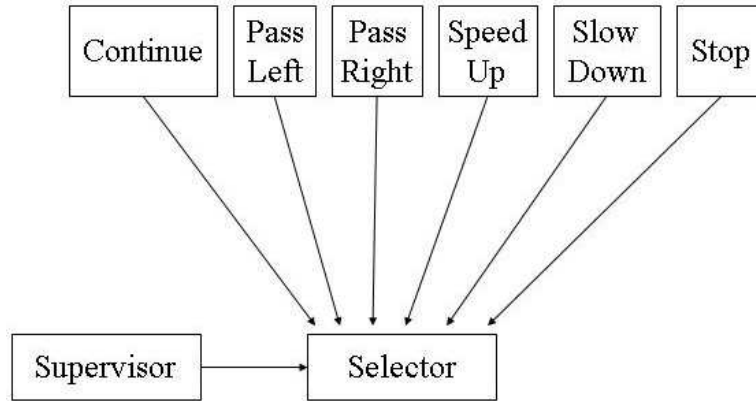 Continue
Pass
Left
Pass
Right
Speed
Up
Slow
Down
Stop
Supervisor
Selector